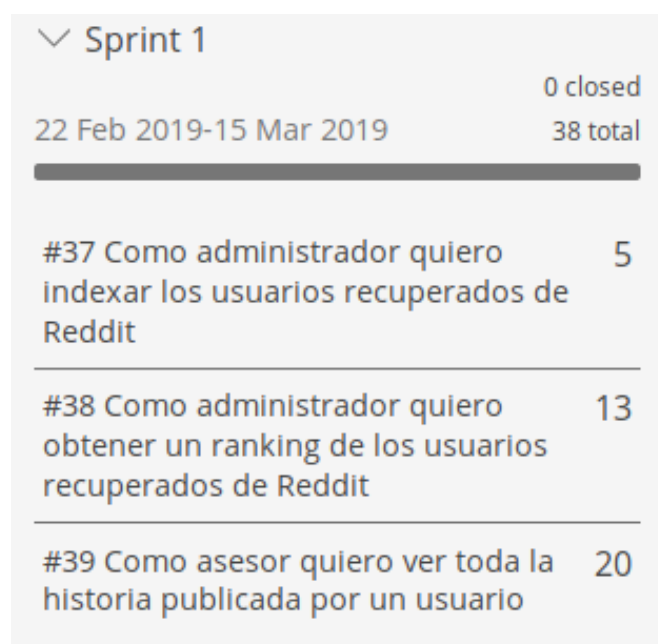 Sprint 1
0 closed
22 Feb 2019-15 Mar 2019 38 total
#37 Como administrador quiero 5
indexar los usuarios recuperados de
Reddit
#38 Como administrador quiero 13
obtener un ranking de los usuarios
recuperados de Reddit
#39 Como asesor quiero ver toda la 20
historia publicada por un usuario